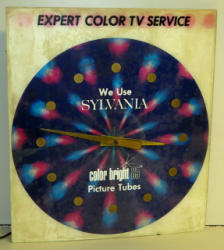 EXPERT COLOR TV SERVICE
We Use
SYLVANIA
color bright 85
Picture Tubes